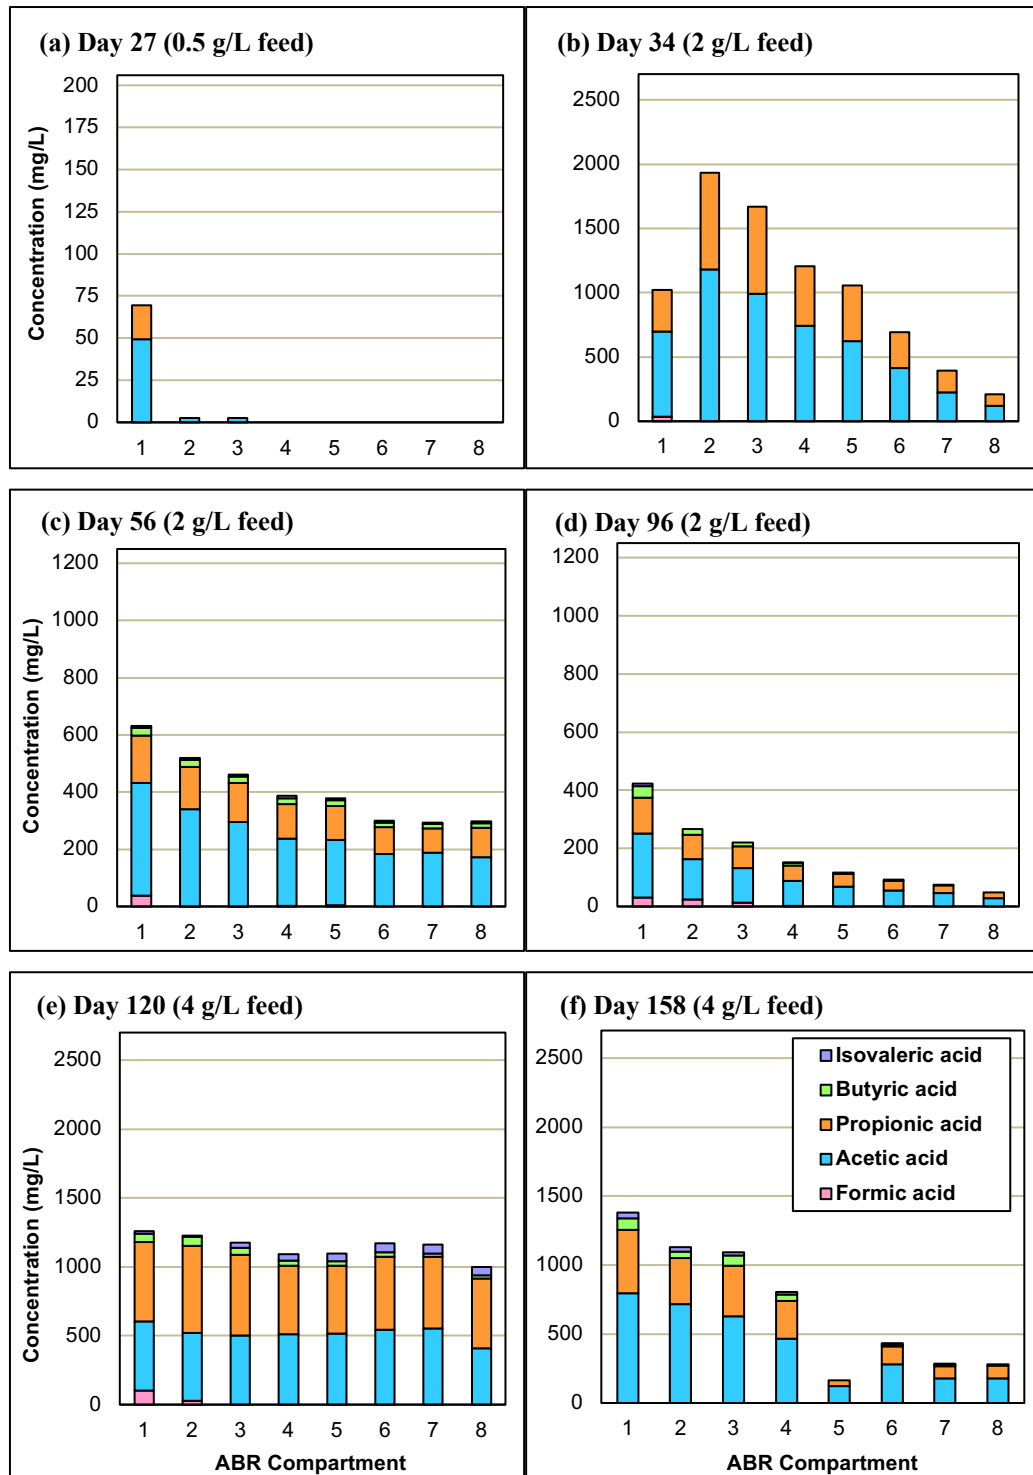 (a) Day 27 (0.5 g/L feed)
200
175
150
125
100
75
50
25
0
Concentration (mg/L)
1 2 3 4 5 6 7 8
(b) Day 34 (2 g/L feed)
2500
2000
1500
1000
500
0
1 2 3 4 5 6 7 8
(c) Day 56 (2 g/L feed)
1200
1000
800
600
400
200
0
Concentration (mg/L)
1 2 3 4 5 6 7 8
(d) Day 96 (2 g/L feed)
1200
1000
800
600
400
200
0
1 2 3 4 5 6 7 8
(e) Day 120 (4 g/L feed)
2500
2000
1500
1000
500
0
Concentration (mg/L)
1 2 3 4 5 6 7 8
ABR Compartment
(f) Day 158 (4 g/L feed)
2500
2000
1500
1000
500
0
Isovaleric acid
Butyric acid
Propionic acid
Acetic acid
Formic acid
1 2 3 4 5 6 7 8
ABR Compartment